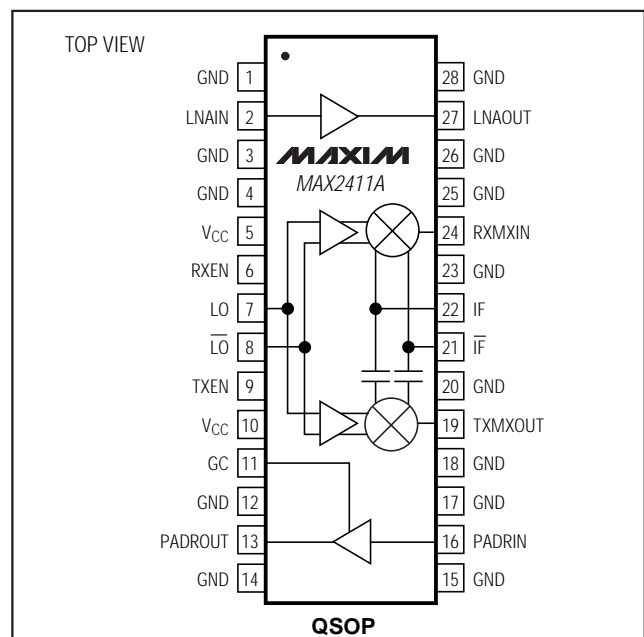 TOP VIEW
GND 1 28 GND
LNAIN 2 27 LNAOUT
GND 3 26 GND
MAXIM
MAX2411A
GND 4 25 GND
VCC 5 24 RXMXIN
RXEN 6 23 GND
LO 7 22 IF
L̅O̅ 8 21 I̅F̅
TXEN 9 20 GND
VCC 10 19 TXMXOUT
GC 11 18 GND
GND 12 17 GND
PADROUT 13 16 PADRIN
GND 14 15 GND
QSOP